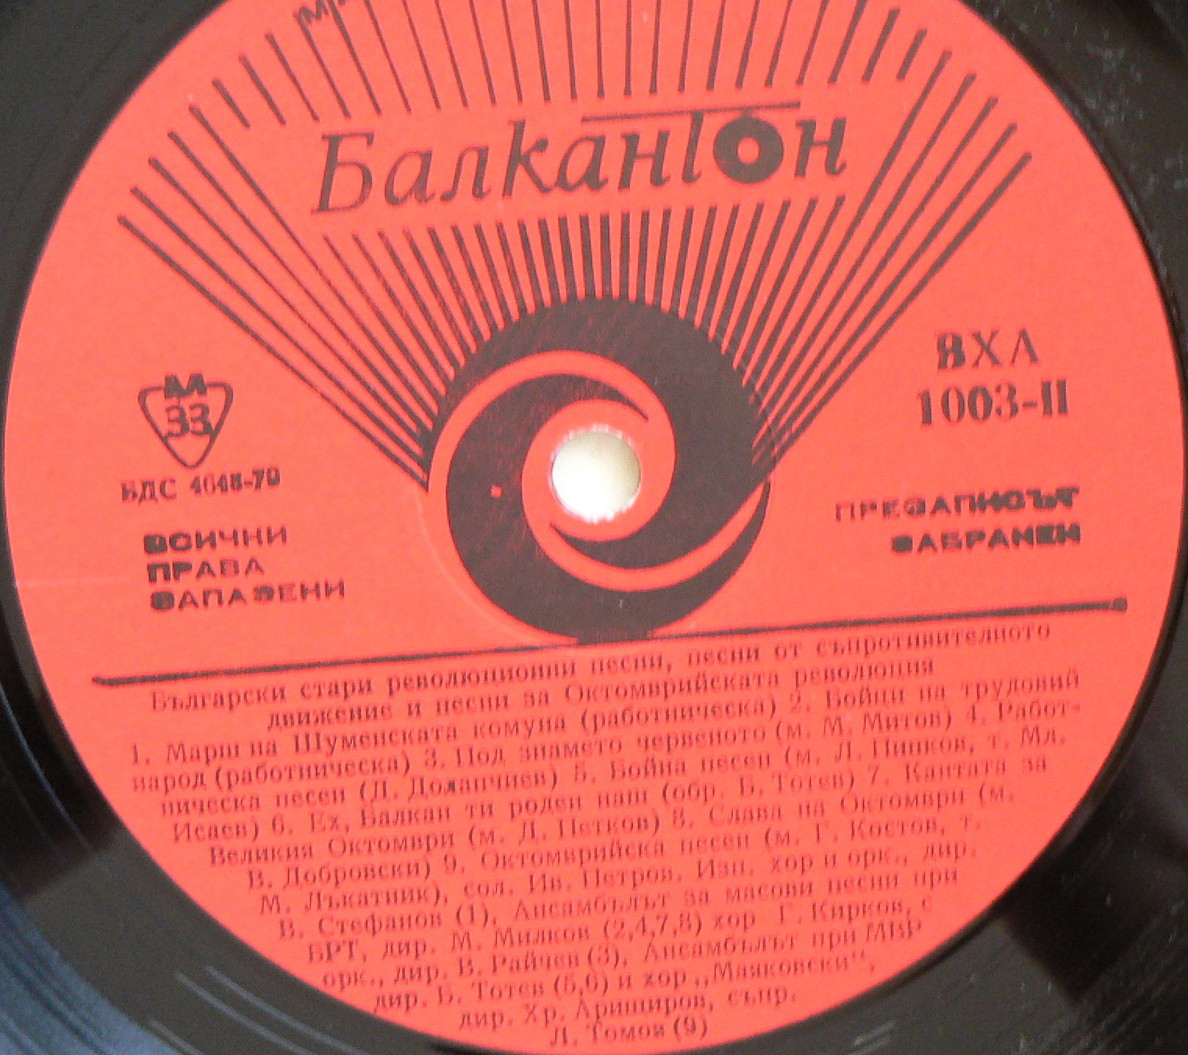 Балкантон
ВХА
1003-II
М
33
БДС 4648-70
ВСИЧКИ
ПРАВА
ЗАПАЗЕНИ
ПРЕЗАПИСЪТ
ЗАБРАНЕН
Български стари революционни песни, песни от съпротивителното
движение и песни за Октомврийската революция
1. Марш на Шуменската комуна (работническа) 2. Бойци на трудовий
народ (работническа) 3. Под знамето червеното (м. М. Митов) 4. Работ-
ническа песен (Д. ) 5. Бойна песен (м. Л. Пипков, т. Мл.
Исаев) 6. Ех, Балкан ти роден наш (обр. Б. Тотев) 7. Кантата за
Великия Октомври (м. Д. Петков) 8. Слава на Октомври (м.
В. Добровски) 9. Октомврийска песен (м. Г. Костов, т.
М. Лъкатник), сол. Ив. Петров. Изп. хор и орк., дир.
В. Стефанов (1), Ансамбълът за масови песни при
БРТ, дир. М. Милков (2,4,7,8) хор Г. Кирков, с
орк., дир. В. Райчев (3), Ансамбълът при МВР
дир. Б. Тотев (5,6) и хор „Маяковски“,
дир. Хр. Аришtиров, съпр.
Л. Томов (9)